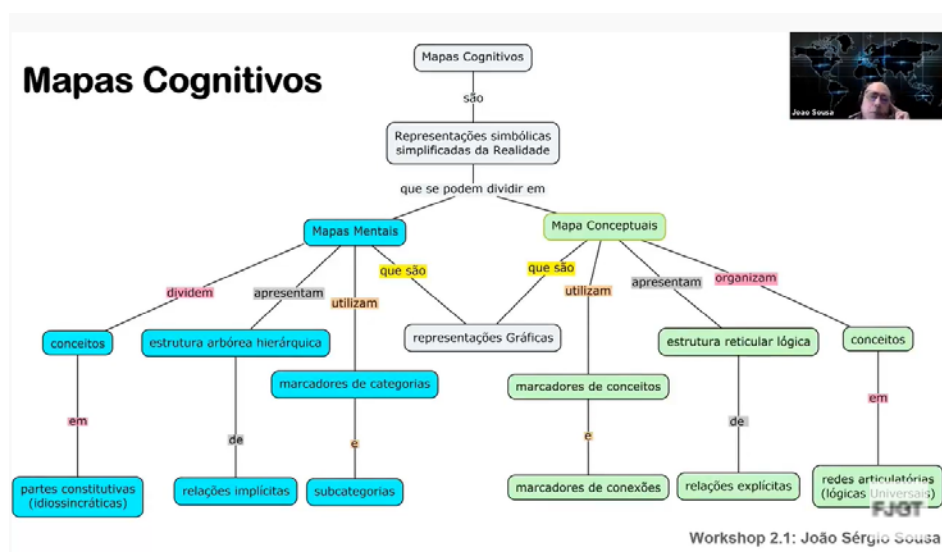 Mapas Cognitivos
Mapas Cognitivos
Joao Sousa
são
Representações simbólicas
simplificadas da Realidade
que se podem dividir em
Mapas Mentais
Mapa Conceptuais
que são
que são
dividem
apresentam
utilizam
utilizam
apresentam
organizam
conceitos
estrutura arbórea hierárquica
representações Gráficas
estrutura reticular lógica
conceitos
marcadores de categorias
marcadores de conceitos
em
de
e
e
de
em
partes constitutivas
(idiossincráticas)
relações implícitas
subcategorias
marcadores de conexões
relações explícitas
redes articulatórias
(lógicas Universais)
FJGT
Workshop 2.1: João Sérgio Sousa